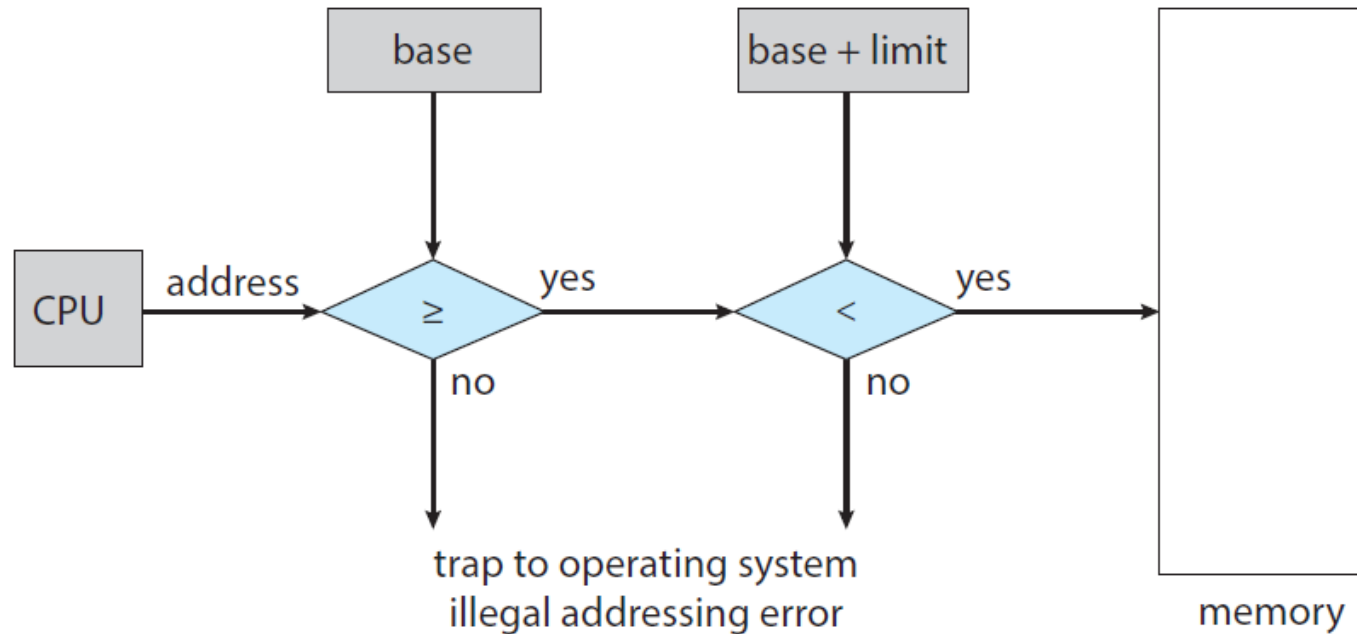 base
base + limit
CPU
address
≥
yes
<
yes
no
no
trap to operating system
illegal addressing error
memory